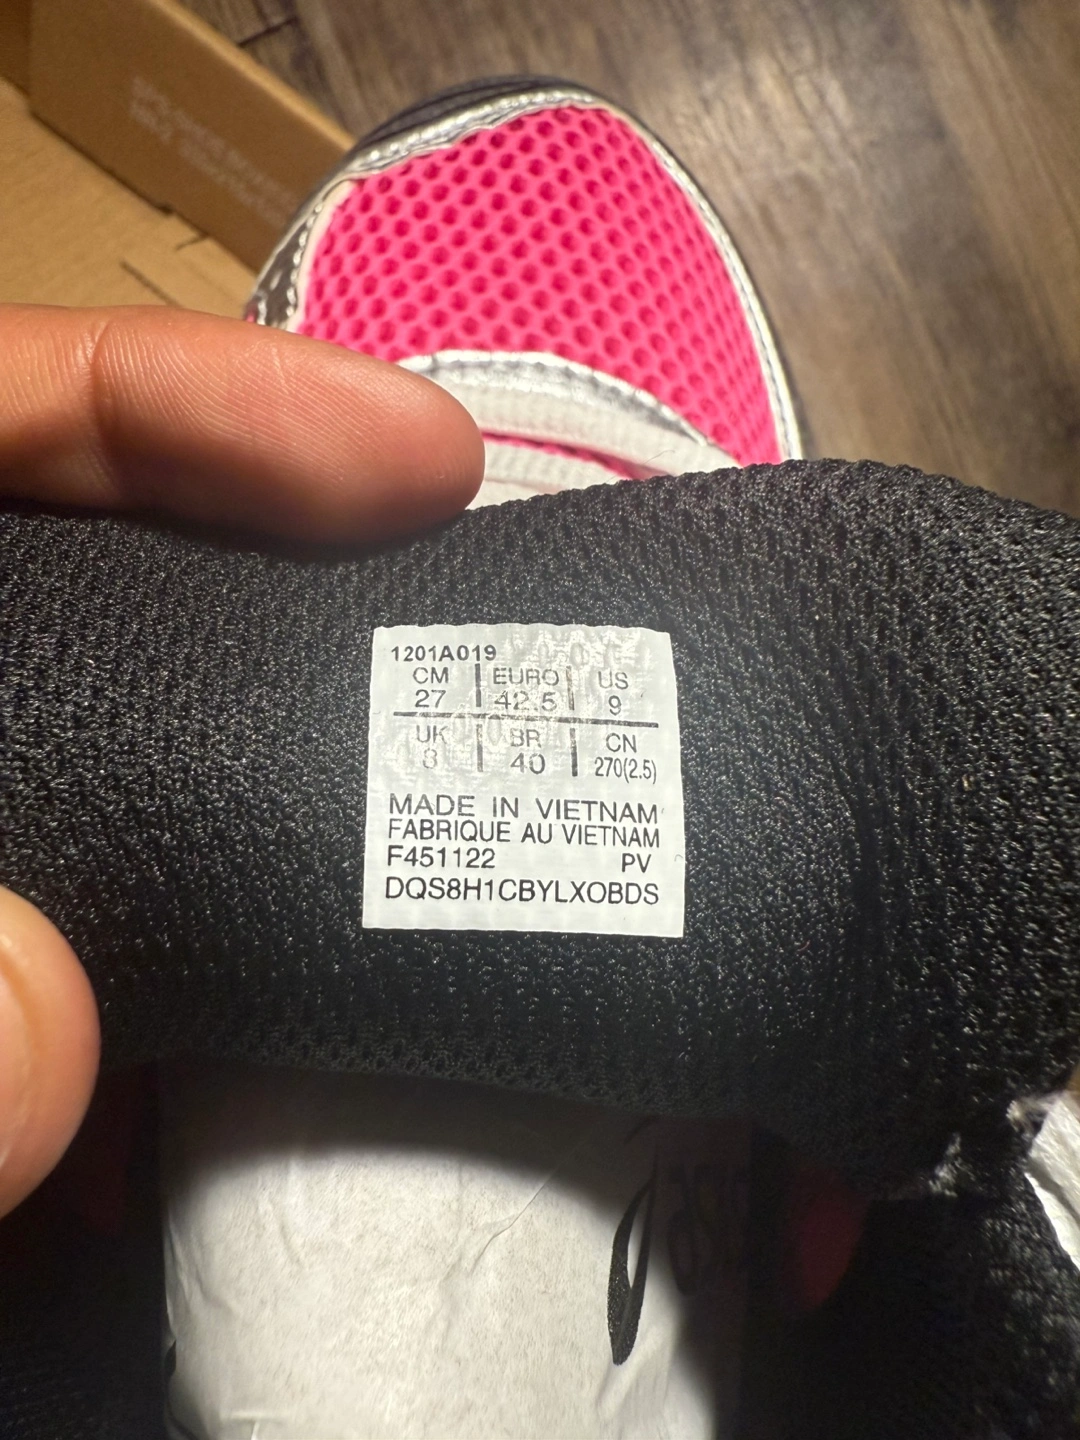 1201A019
CM | EURO | US
27 | 42.5 | 9
UK | BR | CN
8 | 40 | 270(2.5)
MADE IN VIETNAM
FABRIQUE AU VIETNAM
F451122 PV
DQS8H1CBYLXOBDS